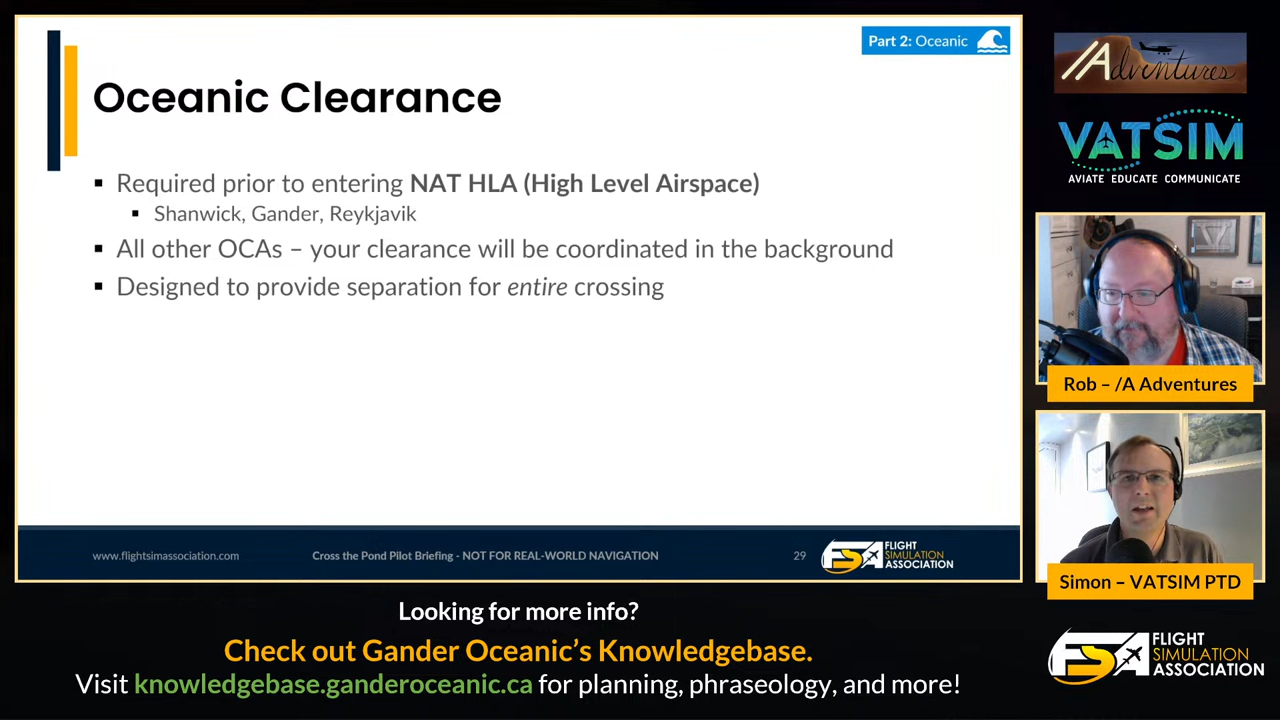 Part 2: Oceanic
Oceanic Clearance
▪ Required prior to entering NAT HLA (High Level Airspace)
▪ Shanwick, Gander, Reykjavik
▪ All other OCAs – your clearance will be coordinated in the background
▪ Designed to provide separation for entire crossing
www.flightsimassociation.com
Cross the Pond Pilot Briefing - NOT FOR REAL-WORLD NAVIGATION
29
FSA
FLIGHT
SIMULATION
ASSOCIATION
/Adventures
VATSIM
AVIATE EDUCATE COMMUNICATE
Rob – /A Adventures
Simon – VATSIM PTD
Looking for more info?
Check out Gander Oceanic’s Knowledgebase.
Visit knowledgebase.ganderoceanic.ca for planning, phraseology, and more!
FSA
FLIGHT
SIMULATION
ASSOCIATION